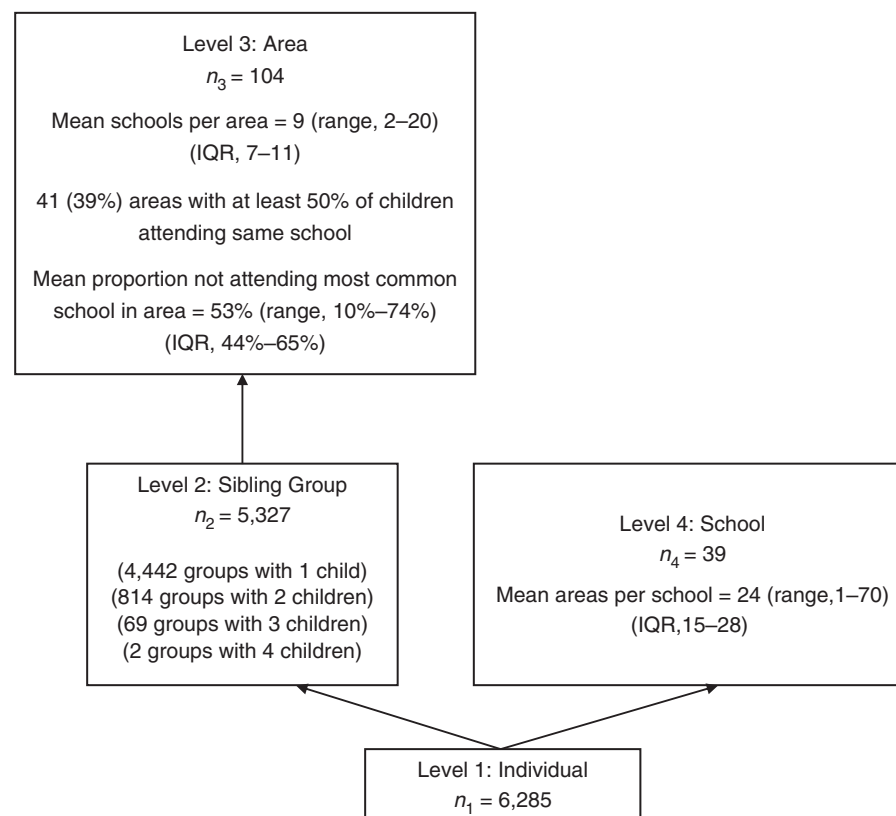 Level 3: Area
n3 = 104
Mean schools per area = 9 (range, 2–20)
(IQR, 7–11)
41 (39%) areas with at least 50% of children
attending same school
Mean proportion not attending most common
school in area = 53% (range, 10%–74%)
(IQR, 44%–65%)
Level 2: Sibling Group
n2 = 5,327
(4,442 groups with 1 child)
(814 groups with 2 children)
(69 groups with 3 children)
(2 groups with 4 children)
Level 4: School
n4 = 39
Mean areas per school = 24 (range,1–70)
(IQR,15–28)
Level 1: Individual
n1 = 6,285